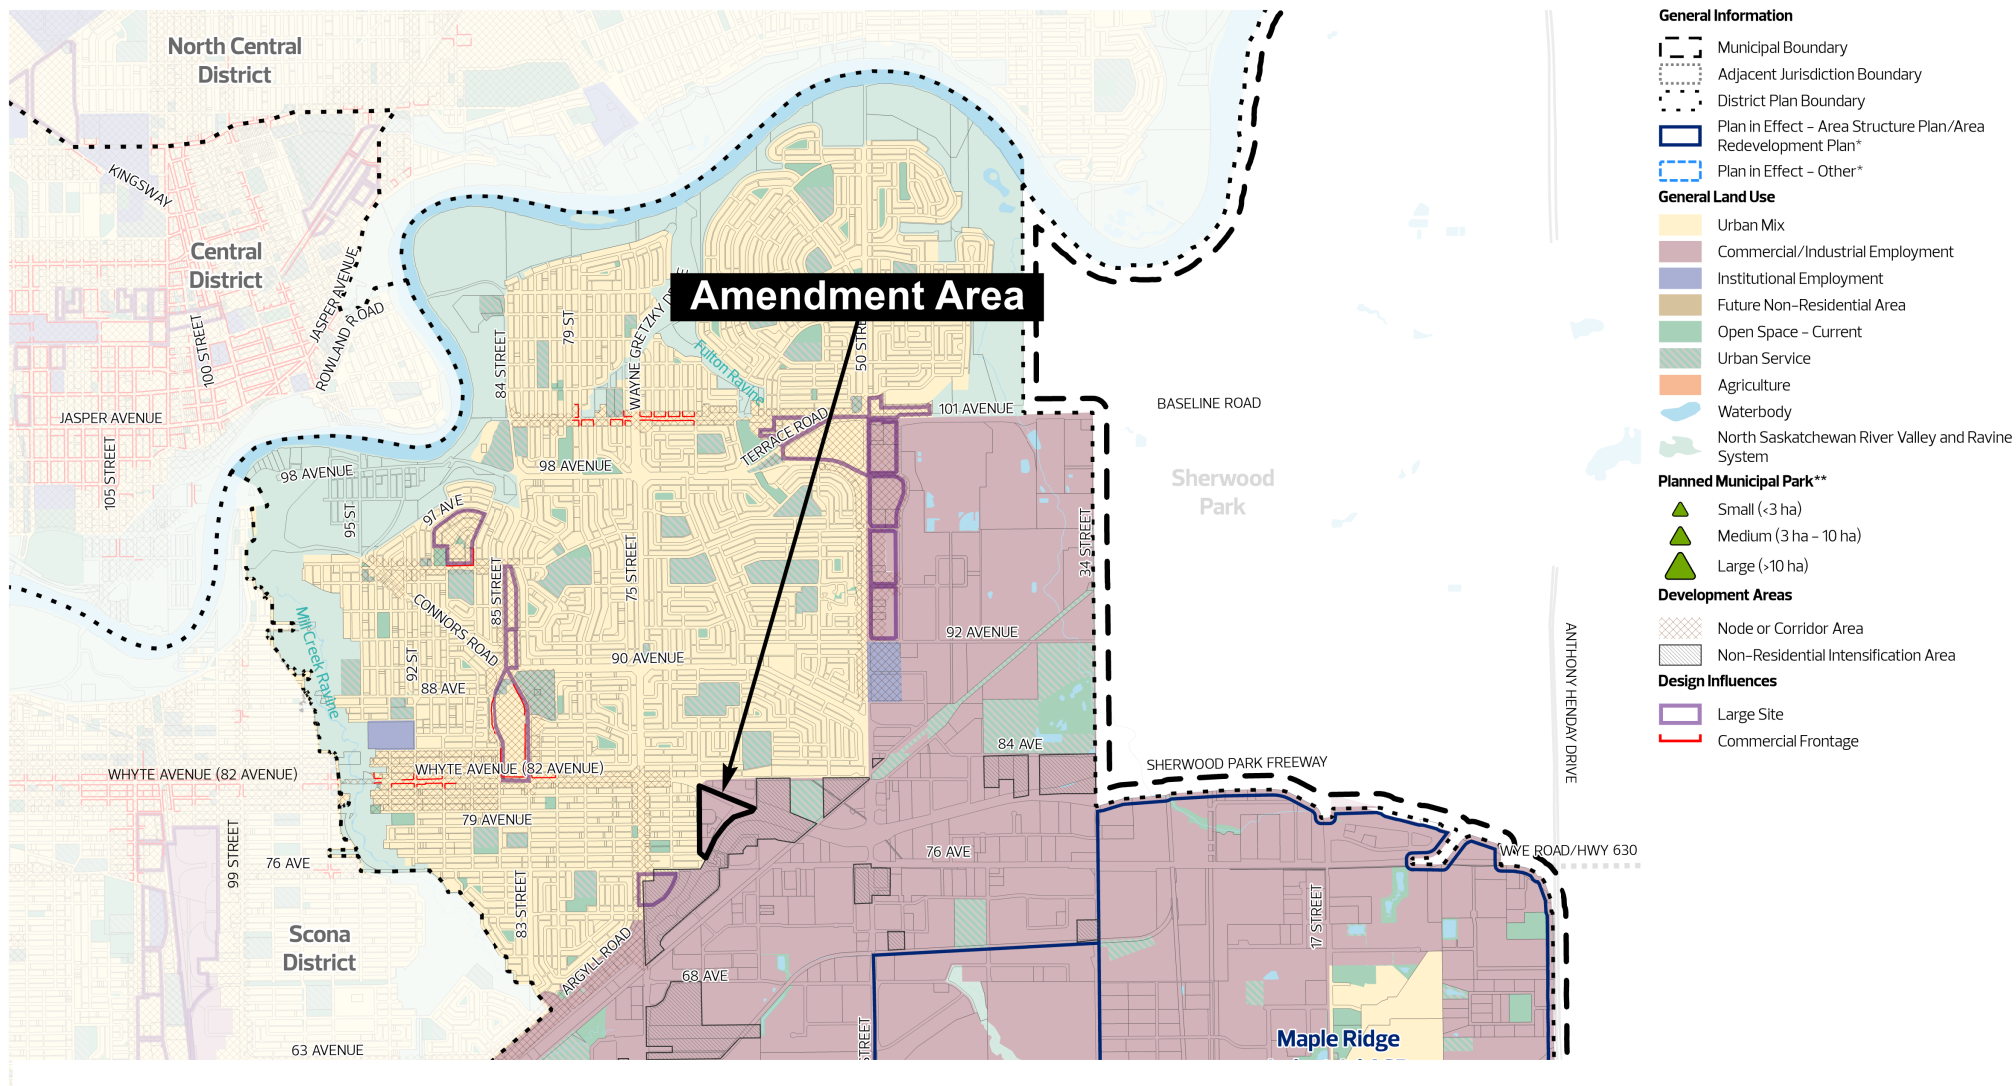 North Central
District
KINGSWAY
Central
District
JASPER AVENUE
ROWLAND ROAD
100 STREET
JASPER AVENUE
105 STREET
98 AVENUE
95 ST
97 AVE
84 STREET
79 ST
WAYNE GRETZKY
Amendment Area
Fulton Ravine
50
101 AVENUE
TERRACE ROAD
98 AVENUE
BASELINE ROAD
Sherwood
Park
34 STREET
75 STREET
85 STREET
CONNORS ROAD
Mill Creek Ravine
92 ST
88 AVE
90 AVENUE
92 AVENUE
84 AVE
ANTHONY HENDAY DRIVE
SHERWOOD PARK FREEWAY
WHYTE AVENUE (82 AVENUE)
WHYTE AVENUE (82 AVENUE)
79 AVENUE
99 STREET
76 AVE
76 AVE
WYE ROAD/HWY 630
83 STREET
17 STREET
Scona
District
ARGYLL ROAD
68 AVE
63 AVENUE
STREET
Maple Ridge
General Information
Municipal Boundary
Adjacent Jurisdiction Boundary
District Plan Boundary
Plan in Effect - Area Structure Plan/Area
Redevelopment Plan*
Plan in Effect - Other*
General Land Use
Urban Mix
Commercial/Industrial Employment
Institutional Employment
Future Non-Residential Area
Open Space - Current
Urban Service
Agriculture
Waterbody
North Saskatchewan River Valley and Ravine
System
Planned Municipal Park**
Small (<3 ha)
Medium (3 ha - 10 ha)
Large (>10 ha)
Development Areas
Node or Corridor Area
Non-Residential Intensification Area
Design Influences
Large Site
Commercial Frontage